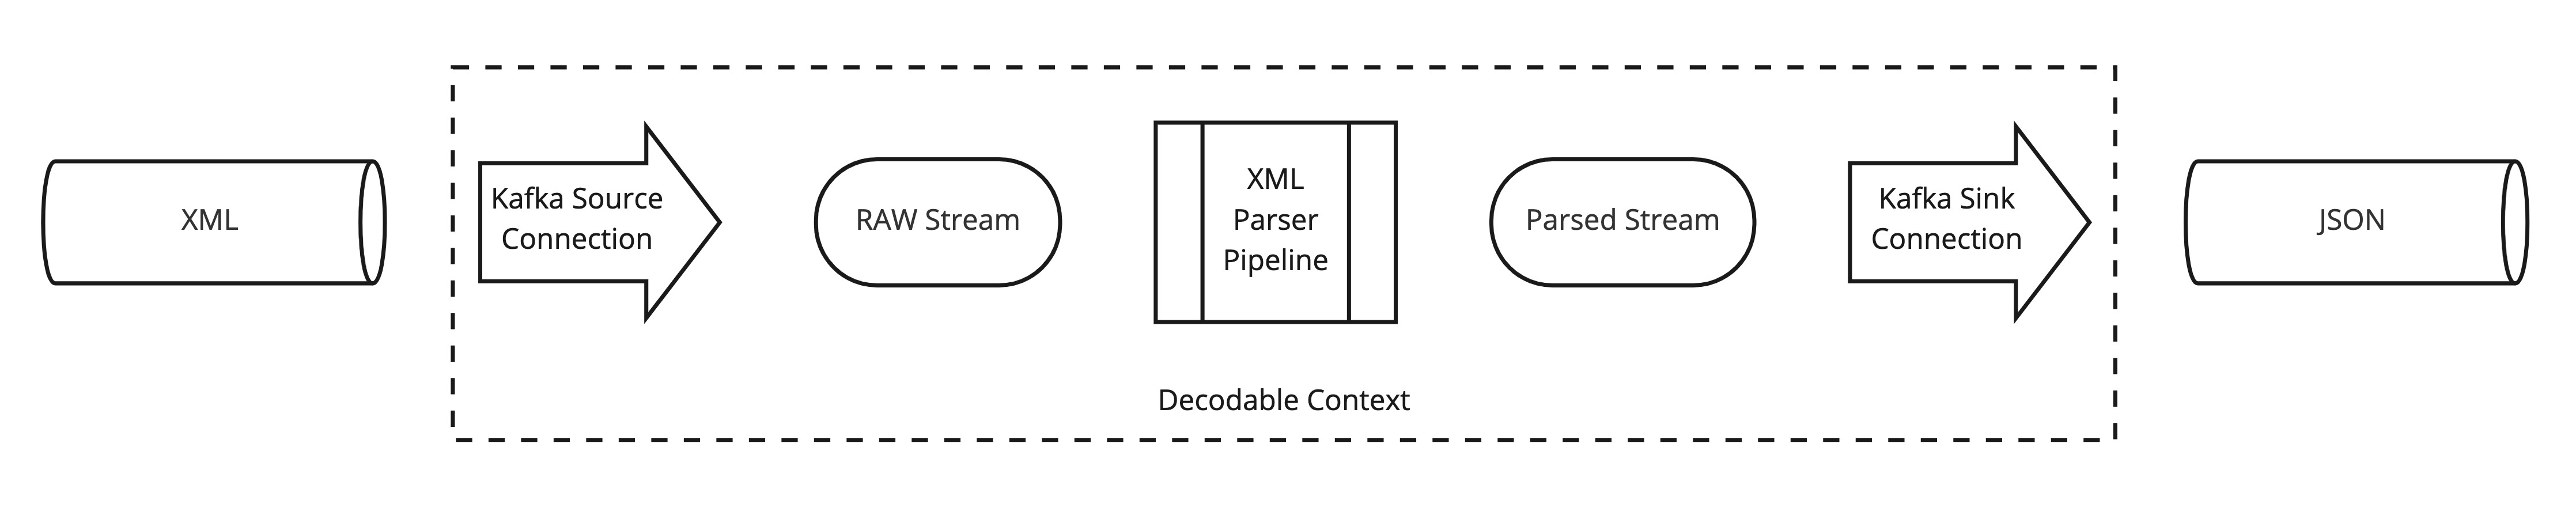 XML
Kafka Source
Connection
RAW Stream
XML
Parser
Pipeline
Parsed Stream
Kafka Sink
Connection
JSON
Decodable Context